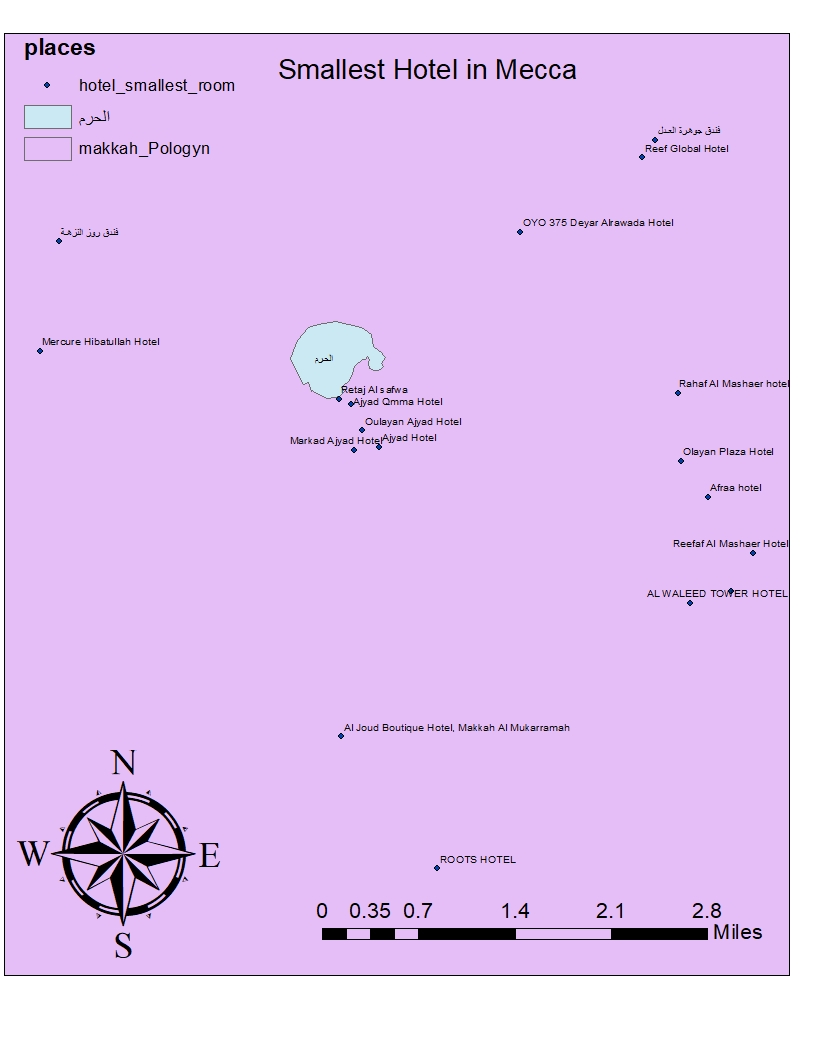 places
Smallest Hotel in Mecca
hotel_smallest_room
الحرم
makkah_Pologyn
فندق جوهرة العدل
Reef Global Hotel
OYO 375 Deyar Alrawada Hotel
فندق روز النزهة
Mercure Hibatullah Hotel
الحرم
Rahaf Al Mashaer hotel
Retaj Al safwa
Ajyad Qmma Hotel
Oulayan Ajyad Hotel
Markad Ajyad Hotel
Ajyad Hotel
Olayan Plaza Hotel
Afraa hotel
Reefaf Al Mashaer Hotel
AL WALEED TOWER HOTEL
Al Joud Boutique Hotel, Makkah Al Mukarramah
N
W
E
S
ROOTS HOTEL
0 0.35 0.7 1.4 2.1 2.8
Miles